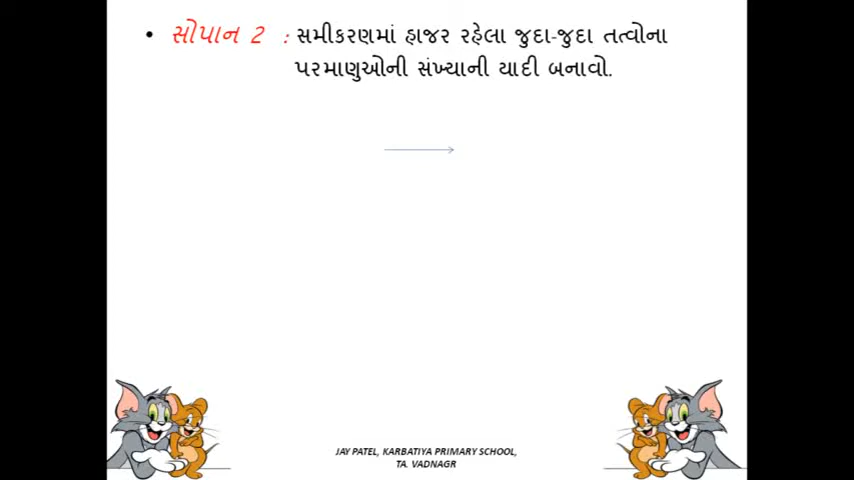 • સોપાન 2 : સમીકરણમાં હાજર રહેલા જુદા-જુદા તત્વોના
પરમાણુઓની સંખ્યાની યાદી બનાવો.
JAY PATEL, KARBATIYA PRIMARY SCHOOL,
TA. VADNAGR